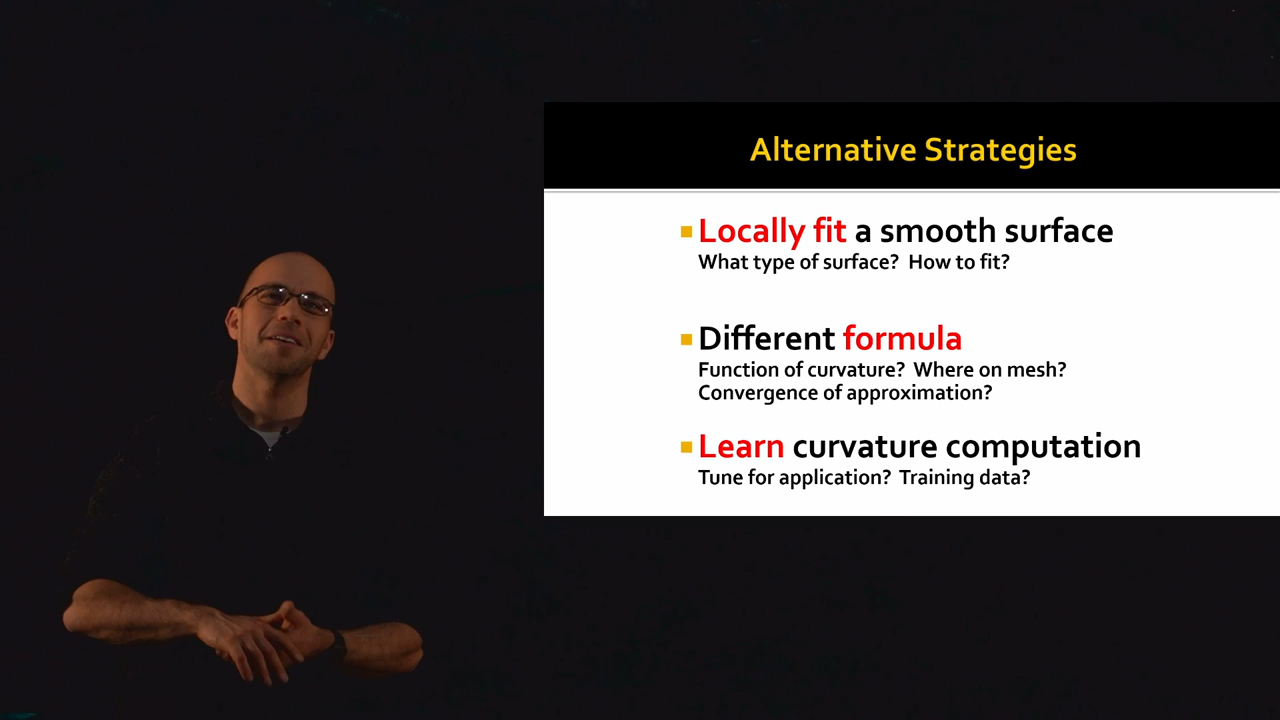 Alternative Strategies
Locally fit a smooth surface
What type of surface? How to fit?
Different formula
Function of curvature? Where on mesh?
Convergence of approximation?
Learn curvature computation
Tune for application? Training data?